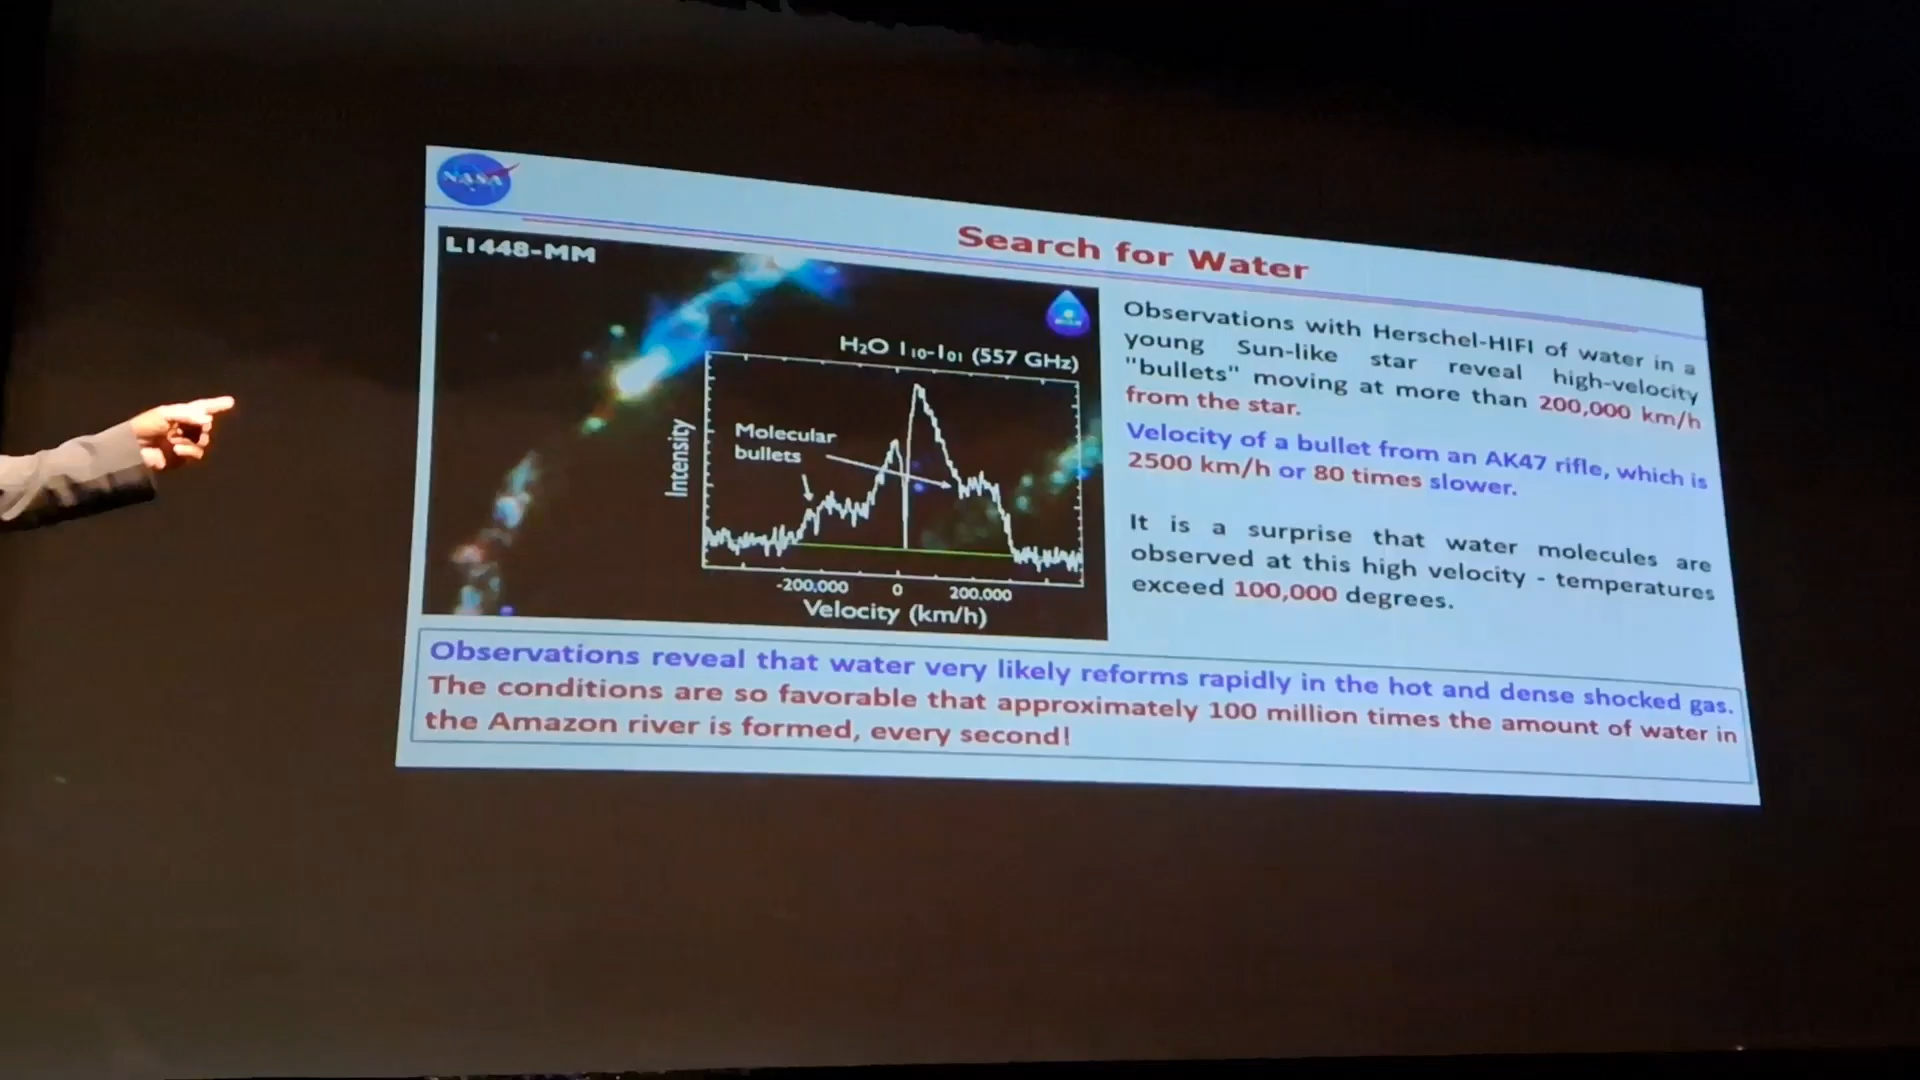 NASA
Search for Water
L1448-MM
H₂O 1₁₀-1₀₁ (557 GHz)
Molecular
bullets
Intensity
-200.000 0 200.000
Velocity (km/h)
Observations with Herschel-HIFI of water in a
young Sun-like star reveal high-velocity
"bullets" moving at more than 200,000 km/h
from the star.
Velocity of a bullet from an AK47 rifle, which is
2500 km/h or 80 times slower.
It is a surprise that water molecules are
observed at this high velocity - temperatures
exceed 100,000 degrees.
Observations reveal that water very likely reforms rapidly in the hot and dense shocked gas.
The conditions are so favorable that approximately 100 million times the amount of water in
the Amazon river is formed, every second!